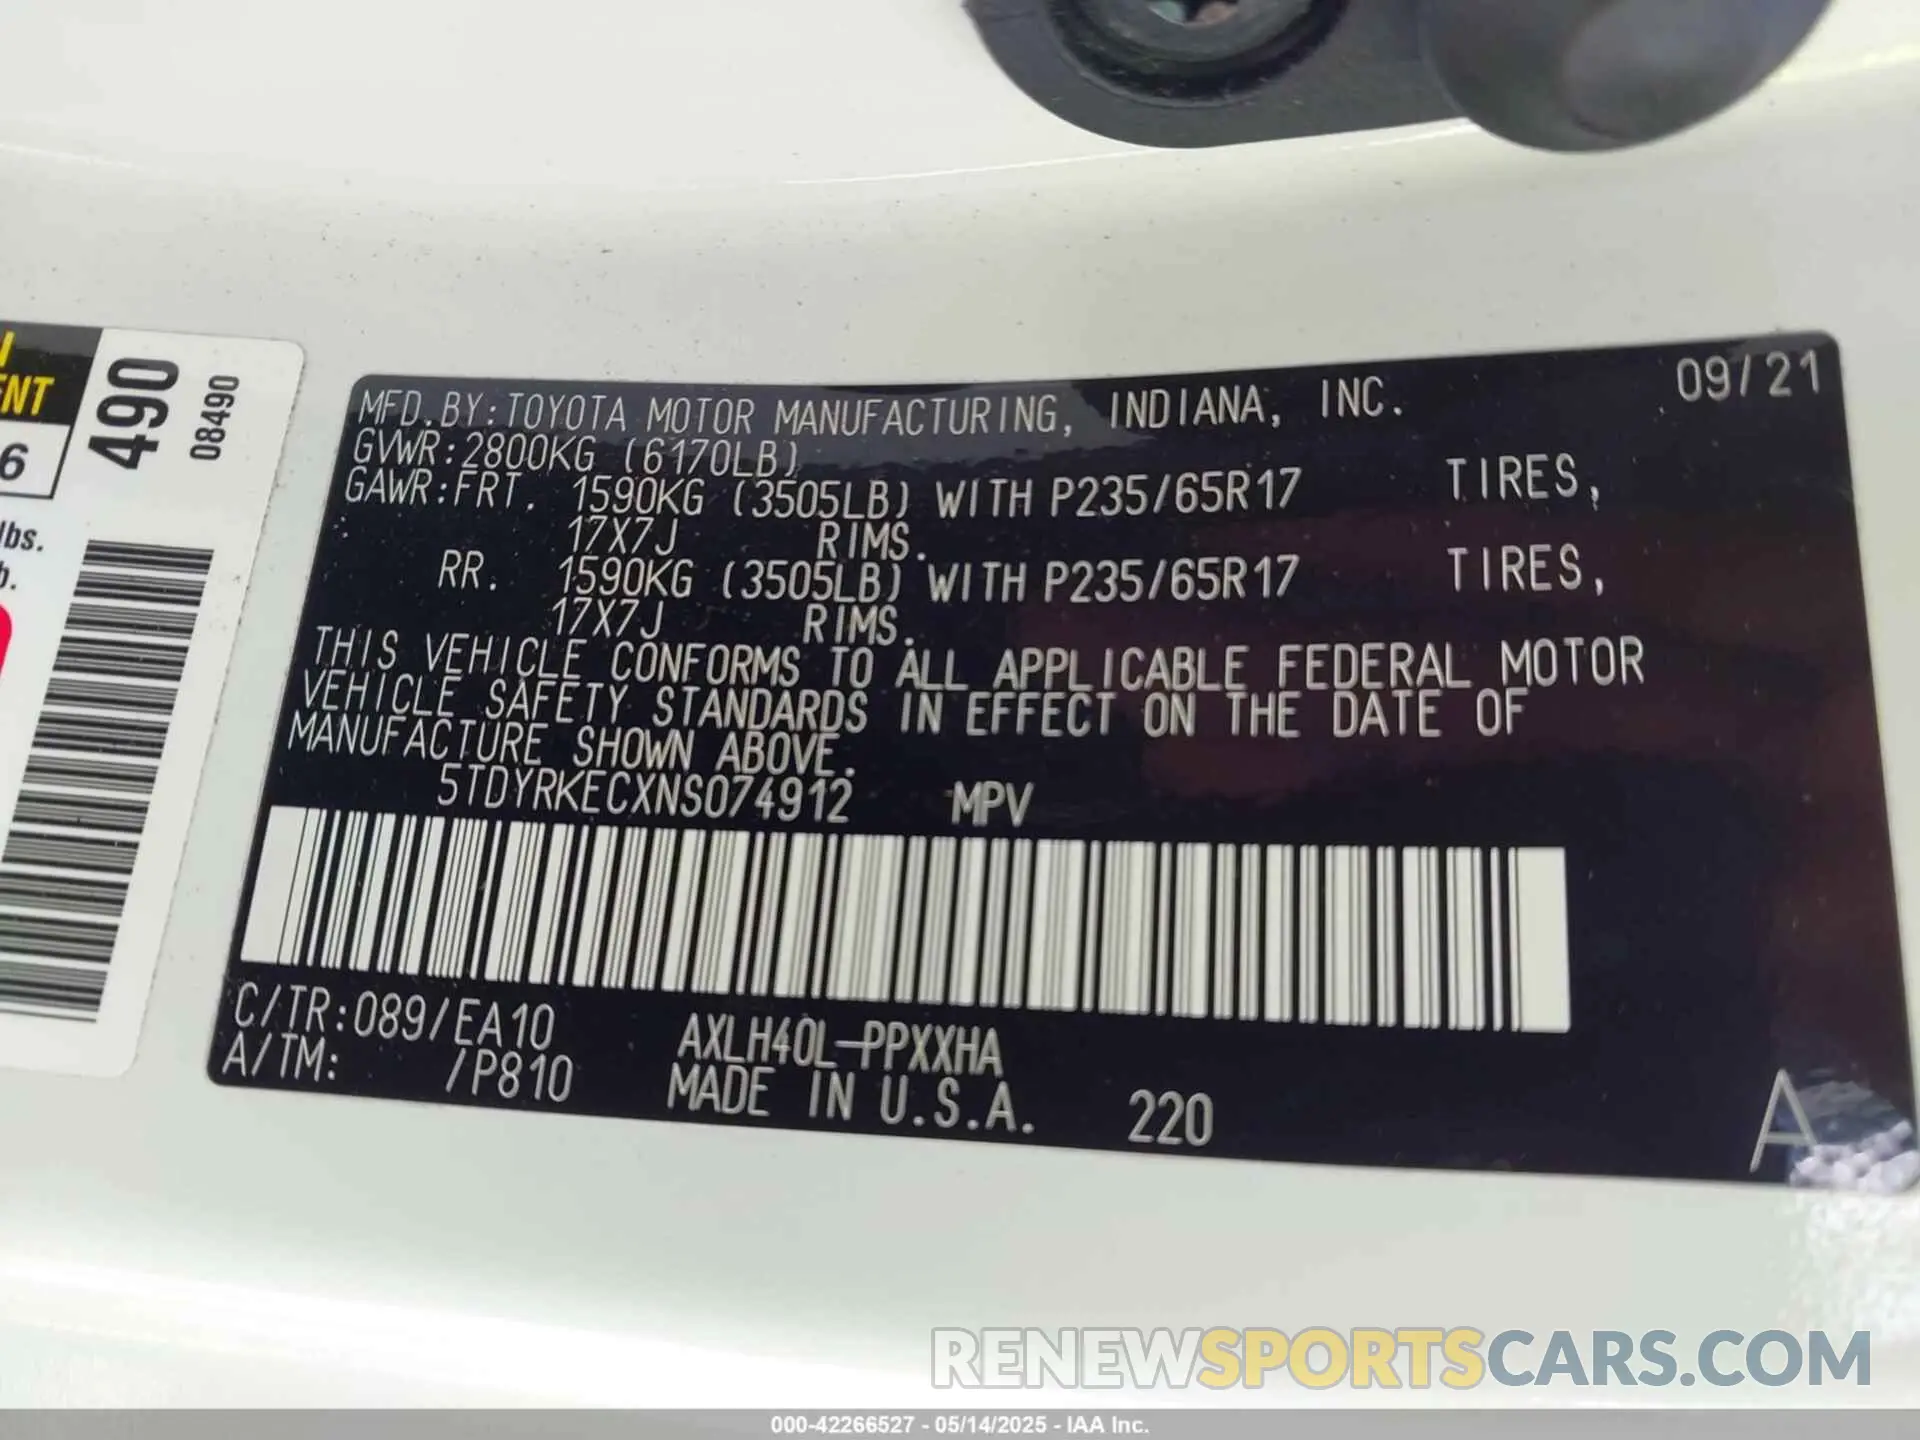 I
ENT
6
lbs.
b.
490
08490
MFD.BY:TOYOTA MOTOR MANUFACTURING, INDIANA, INC. 09/21
GVWR:2800KG (6170LB)
GAWR:FRT. 1590KG (3505LB) WITH P235/65R17 TIRES,
17X7J RIMS.
RR. 1590KG (3505LB) WITH P235/65R17 TIRES,
17X7J RIMS.
THIS VEHICLE CONFORMS TO ALL APPLICABLE FEDERAL MOTOR
VEHICLE SAFETY STANDARDS IN EFFECT ON THE DATE OF
MANUFACTURE SHOWN ABOVE.
5TDYRKECXNS074912 MPV
C/TR:089/EA10 AXLH40L-PPXXHA
A/TM: /P810 MADE IN U.S.A. 220 A
RENEWSPORTSCARS.COM
000-42266527 - 05/14/2025 - IAA Inc.